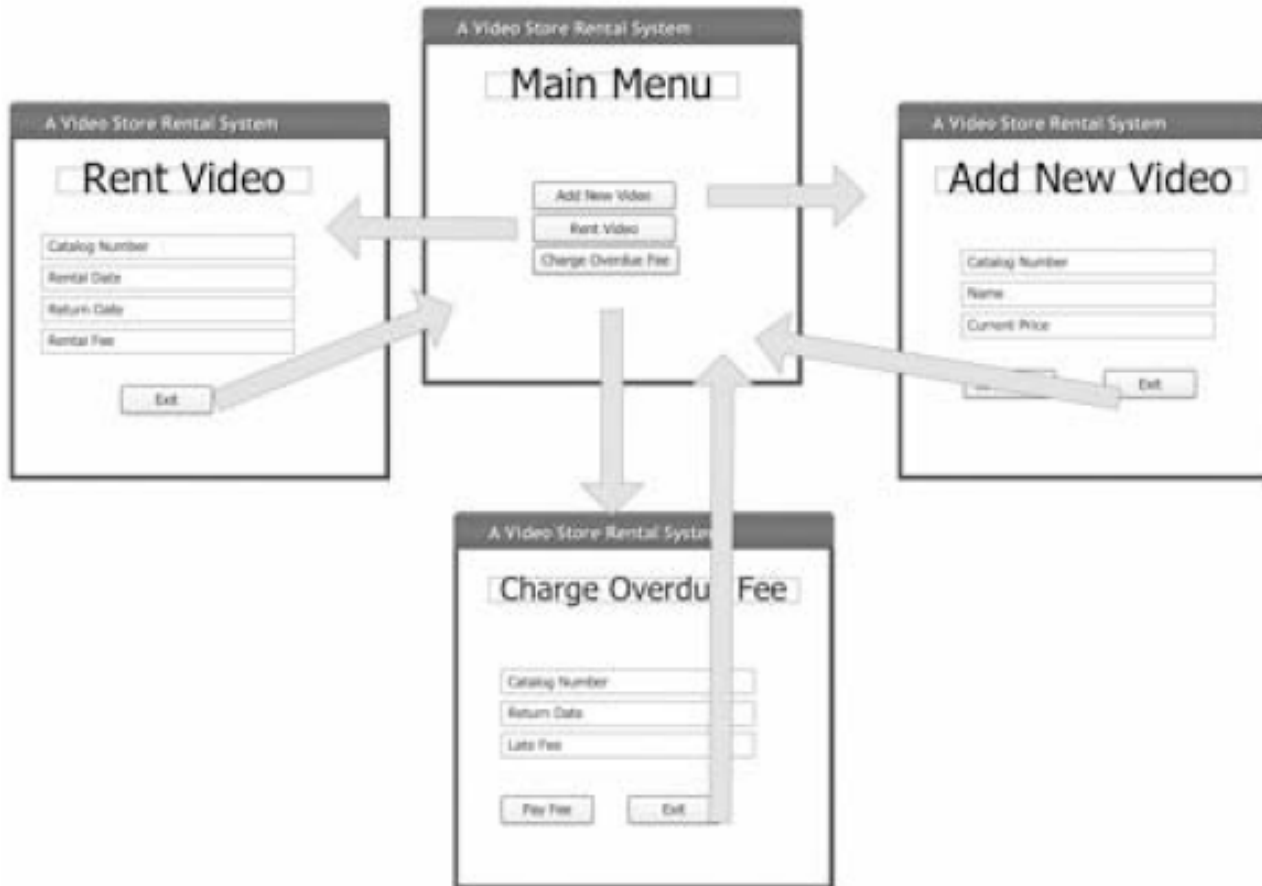 A Video Store Rental System
Main Menu
Add New Video
Rent Video
Charge Overdue Fee
A Video Store Rental System
Rent Video
Catalog Number
Rental Date
Return Date
Rental Fee
Exit
A Video Store Rental System
Add New Video
Catalog Number
Name
Current Price
Exit
A Video Store Rental System
Charge Overdue Fee
Catalog Number
Return Date
Late Fee
Pay Fee
Exit